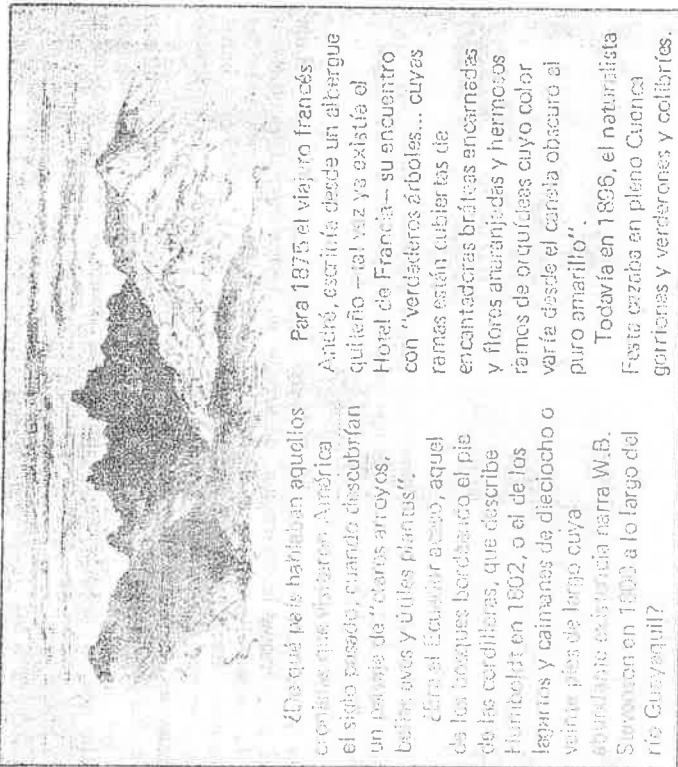 ¿De qué país hablaban aquellos
que visitaron América
el siglo pasado, cuando descubrían
un de "claros arroyos,
bellas aves y útiles plantas".
¿Era el Ecuador acaso, aquel
de los bosques bordeando el pie
de las cordilleras, que describe
Humboldt en 1802, o el de los
lagartos y caimanes de dieciocho o
veinte pies de largo cuya
abundante existencia narra W.B.
Stevenson en a lo largo del
río Guayaquil?
Para 1875 el viajero francés
André, escribía desde un albergue
quiteño —tal vez ya existía el
Hotel de Francia— su encuentro
con "verdaderos árboles... cuyas
ramas están cubiertas de
encantadoras brácteas encarnadas
y flores anaranjadas y hermosos
ramos de orquídeas cuyo color
varía desde el canela obscuro al
puro amarillo".
Todavía en 1896, el naturalista
Festa cazaba en pleno Cuenca
gorriones y verderones y colibríes.